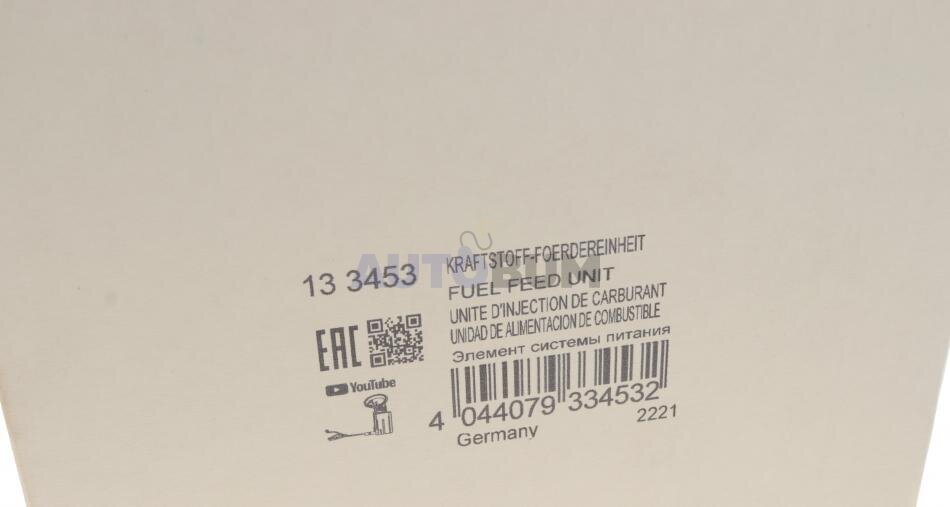 13 3453
KRAFTSTOFF-FOERDEREINHEIT
FUEL FEED UNIT
UNITE D'INJECTION DE CARBURANT
UNIDAD DE ALIMENTACION DE COMBUSTIBLE
Элемент системы питания
EAC
YouTube
4 044079 334532
Germany
2221
AUTOBUM